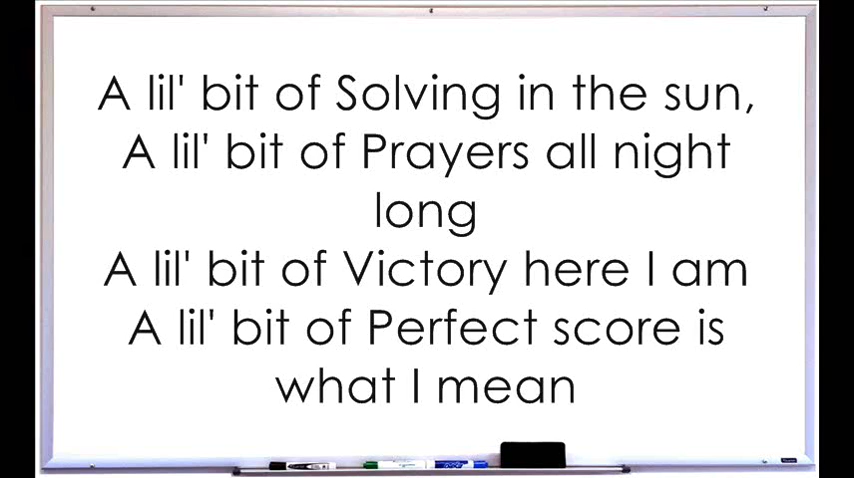 A lil' bit of Solving in the sun,
A lil' bit of Prayers all night
long
A lil' bit of Victory here I am
A lil' bit of Perfect score is
what I mean